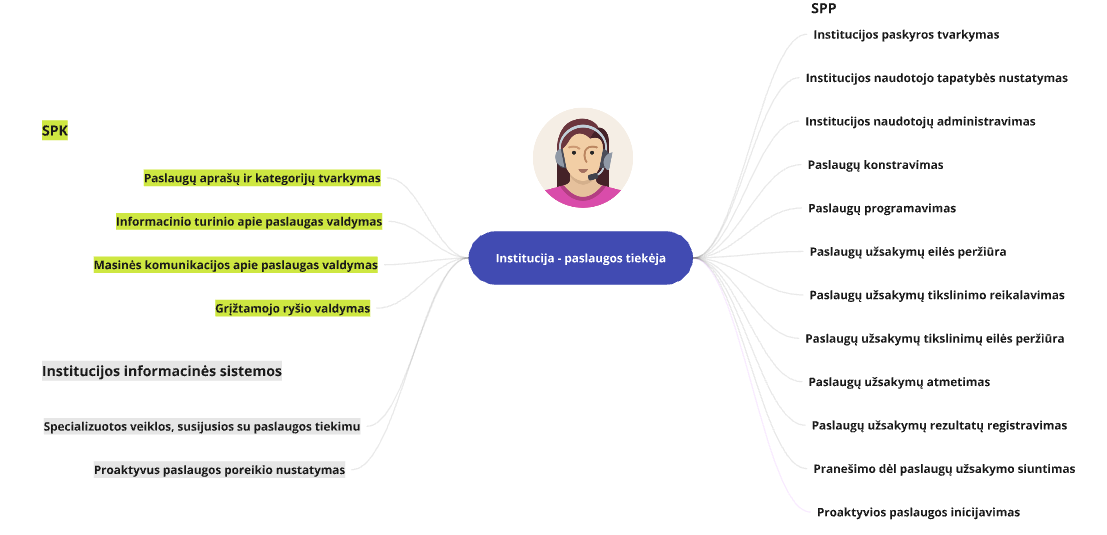 SPK
Paslaugų aprašų ir kategorijų tvarkymas
Informacinio turinio apie paslaugas valdymas
Masinės komunikacijos apie paslaugas valdymas
Grįžtamojo ryšio valdymas
Institucijos informacinės sistemos
Specializuotos veiklos, susijusios su paslaugos tiekimu
Proaktyvus paslaugos poreikio nustatymas
Institucija - paslaugos tiekėja
SPP
Institucijos paskyros tvarkymas
Institucijos naudotojo tapatybės nustatymas
Institucijos naudotojų administravimas
Paslaugų konstravimas
Paslaugų programavimas
Paslaugų užsakymų eilės peržiūra
Paslaugų užsakymų tikslinimo reikalavimas
Paslaugų užsakymų tikslinimų eilės peržiūra
Paslaugų užsakymų atmetimas
Paslaugų užsakymų rezultatų registravimas
Pranešimo dėl paslaugų užsakymo siuntimas
Proaktyvios paslaugos inicijavimas